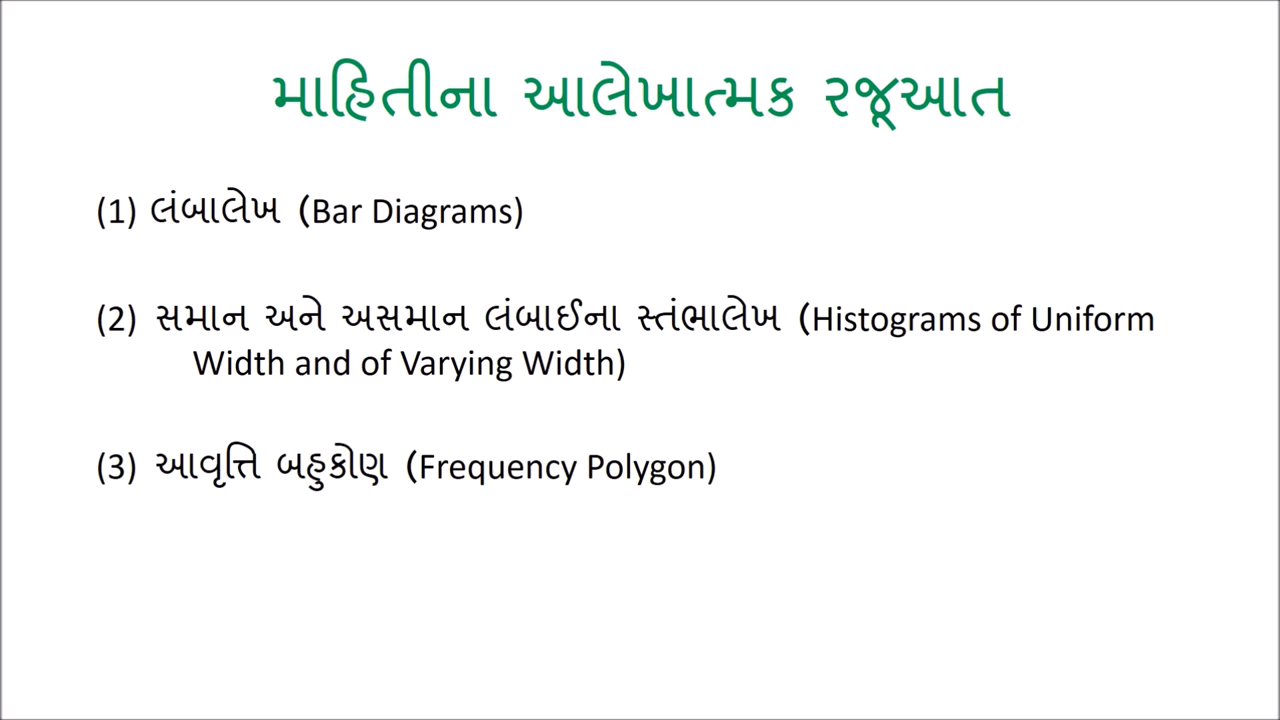 માહિતીના આલેખાત્મક રજૂઆત
(1) લંબાલેખ (Bar Diagrams)
(2) સમાન અને અસમાન લંબાઈના સ્તંભાલેખ (Histograms of Uniform
Width and of Varying Width)
(3) આવૃત્તિ બહુકોણ (Frequency Polygon)